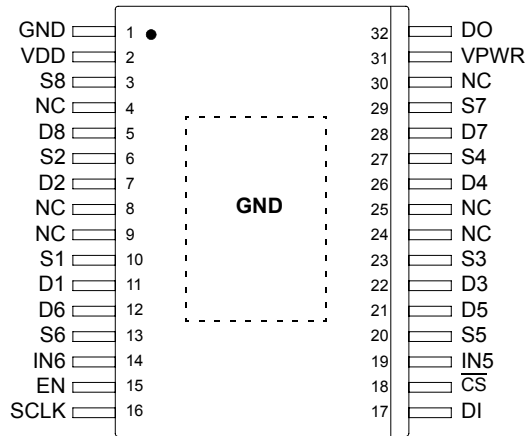 GND 1 32 DO
VDD 2 31 VPWR
S8 3 30 NC
NC 4 29 S7
D8 5 28 D7
S2 6 27 S4
D2 7 26 D4
NC 8 25 NC
GND
NC 9 24 NC
S1 10 23 S3
D1 11 22 D3
D6 12 21 D5
S6 13 20 S5
IN6 14 19 IN5
EN 15 18 C̅S̅
SCLK 16 17 DI